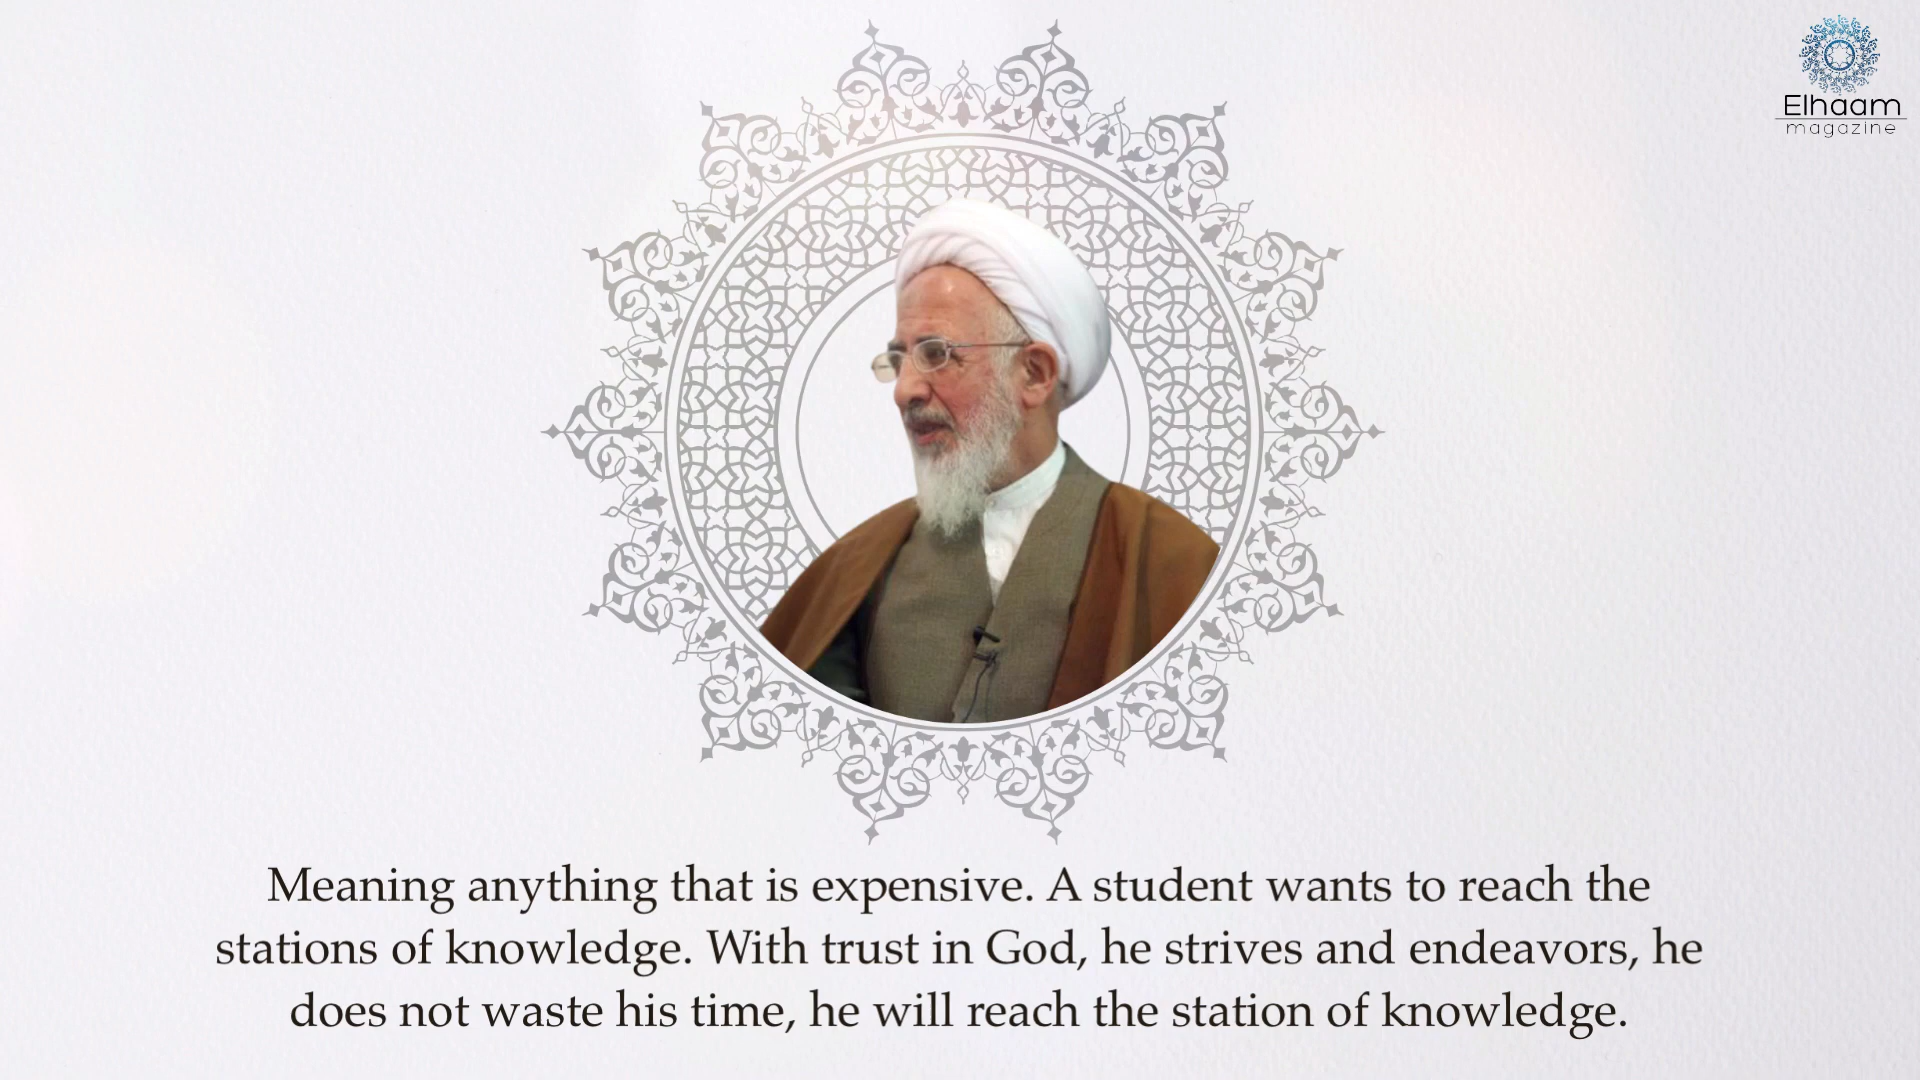 Elhaam
magazine
Meaning anything that is expensive. A student wants to reach the
stations of knowledge. With trust in God, he strives and endeavors, he
does not waste his time, he will reach the station of knowledge.